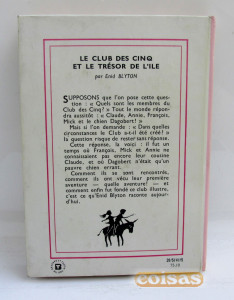 LE CLUB DES CINQ
ET LE TRÉSOR DE L'ILE
par Enid BLYTON
SUPPOSONS que l'on pose cette ques-
tion : « Quels sont les membres du
Club des Cinq? » Tout le monde répon-
dra aussitôt : « Claude, Annie, François,
Mick et le chien Dagobert! »
Mais si l'on demande : « Dans quelles
circonstances le Club a-t-il été créé? »
la question risque de rester sans réponse.
Cette réponse, la voici : il fut un
temps où François, Mick et Annie ne
connaissaient pas encore leur cousine
Claude, et où Dagobert n'était qu'un
pauvre chien errant.
Comment ils se sont rencontrés,
comment ils ont vécu leur première
aventure — quelle aventure! — et
comment enfin fut fondé ce club illustre,
c'est ce qu'Enid Blyton raconte aujour-
d'hui.
coisas